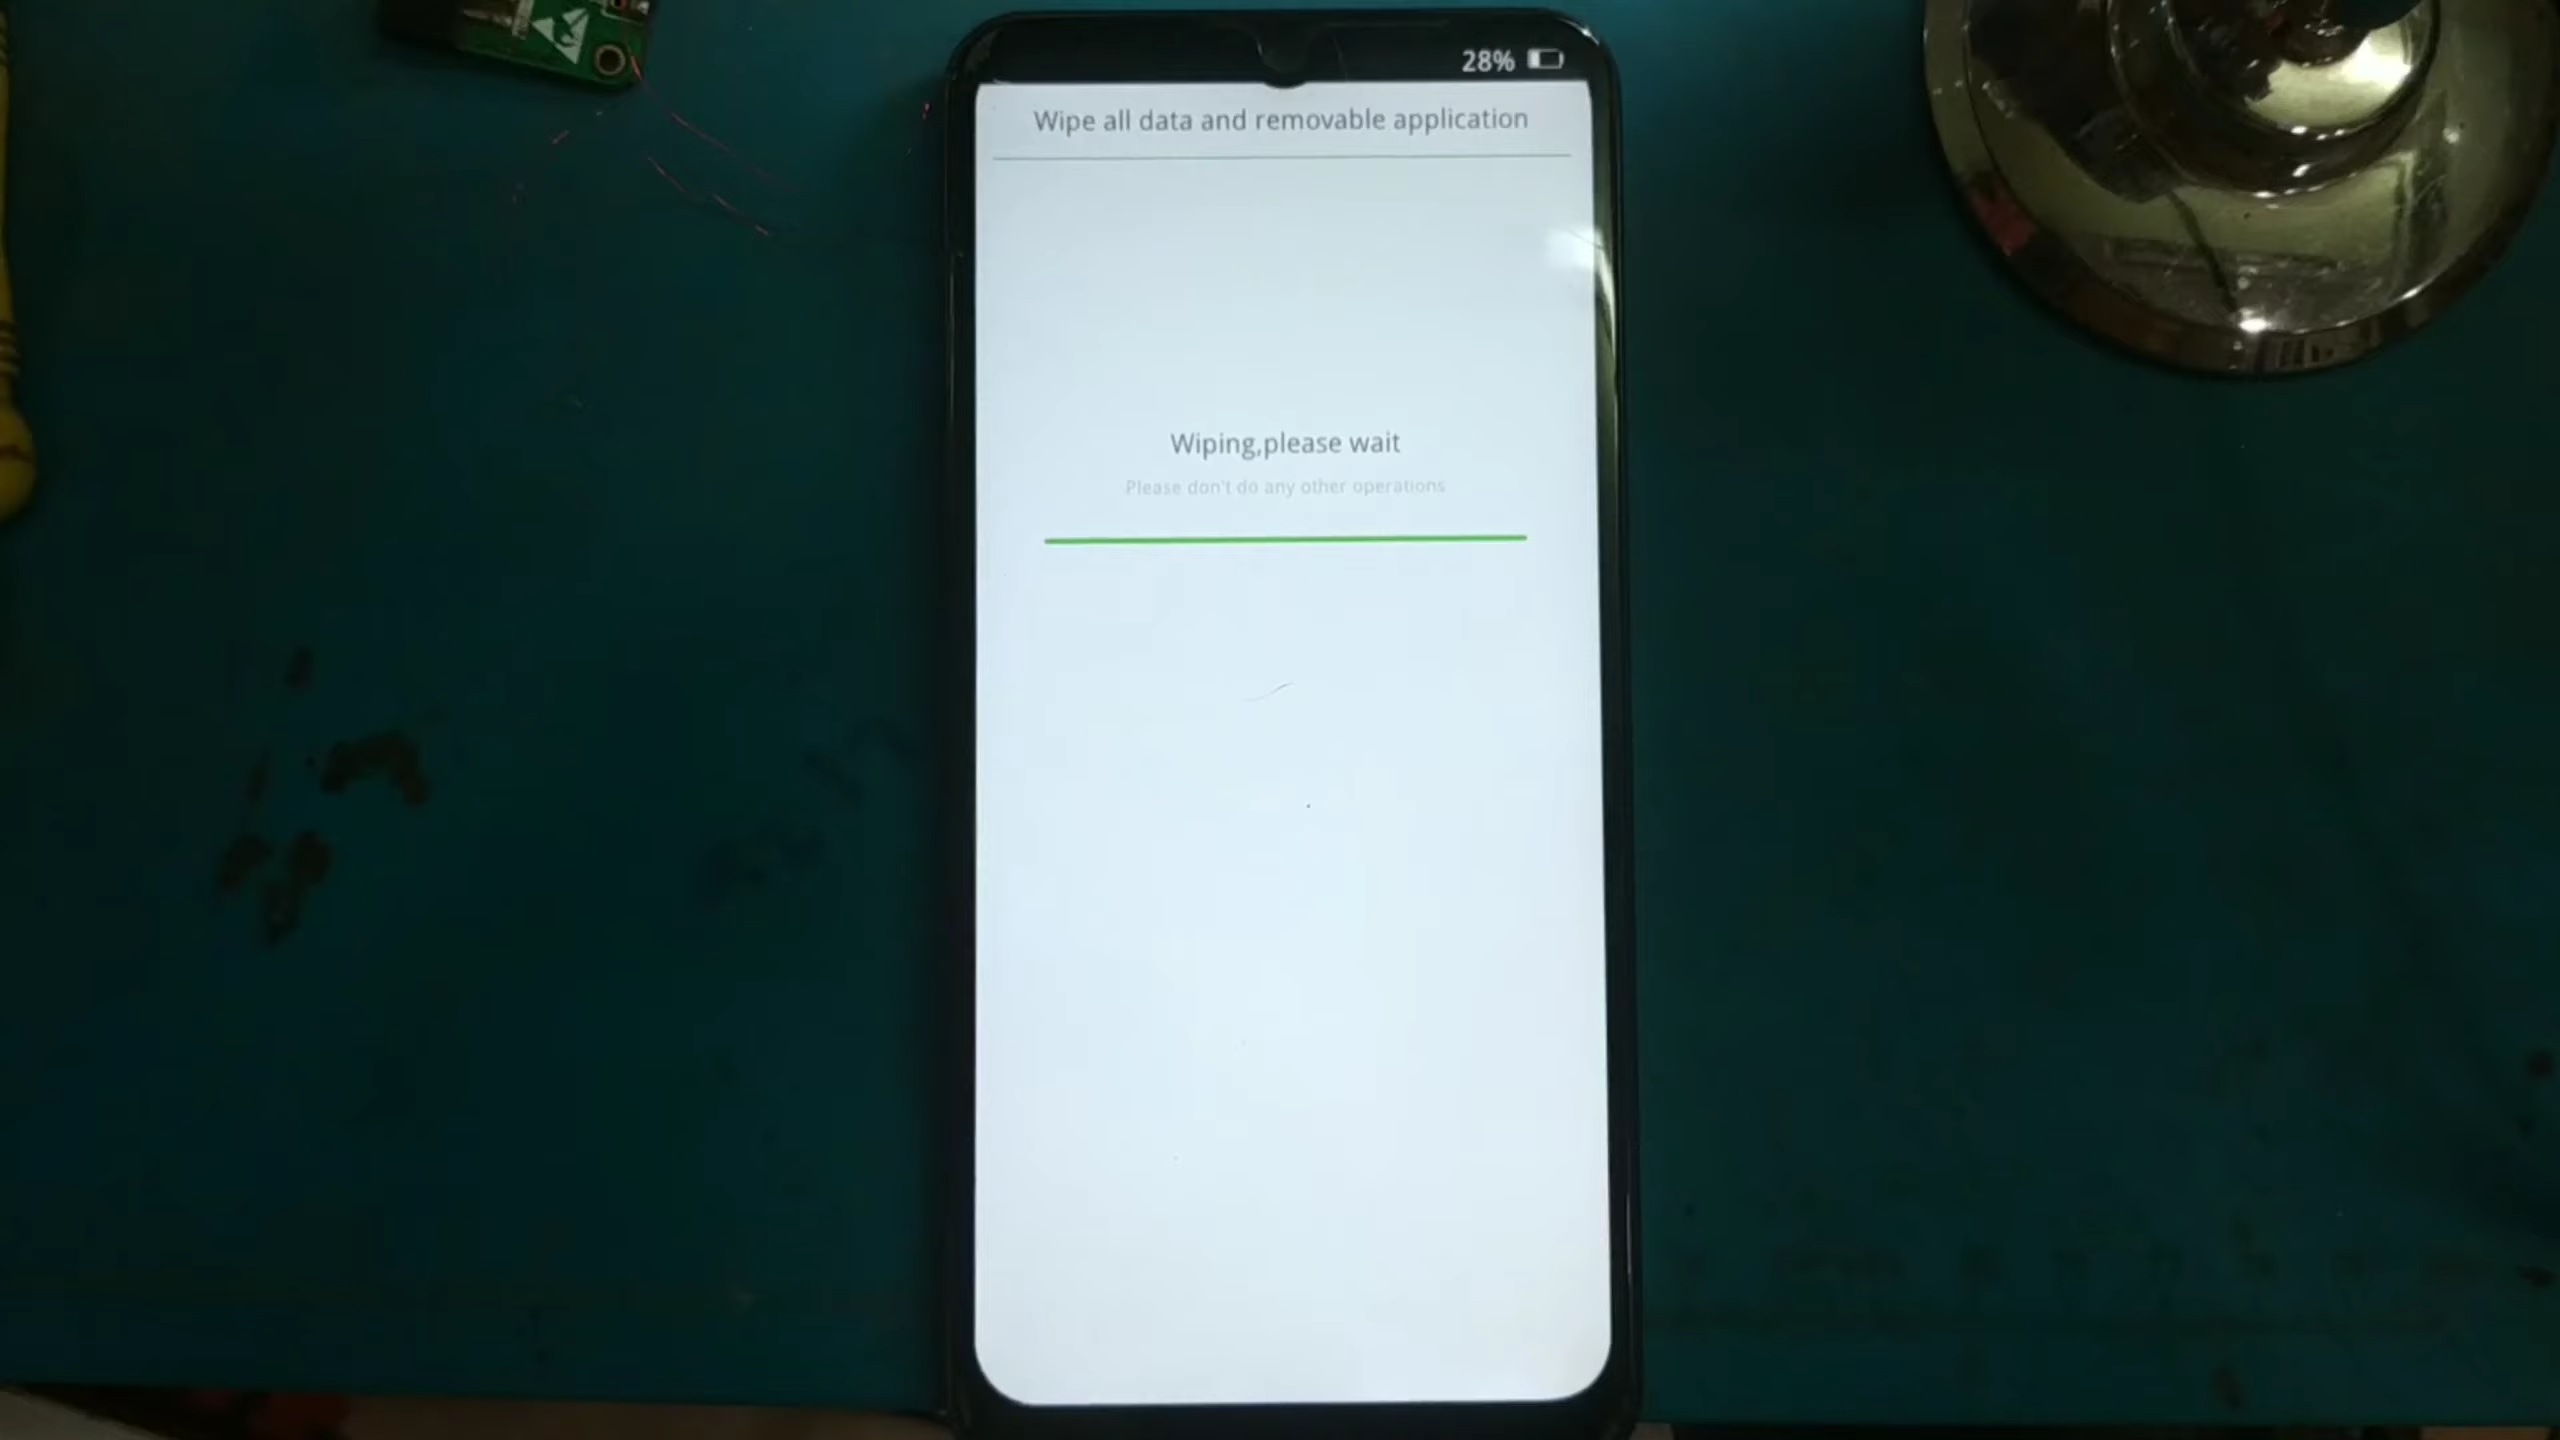 28%
Wipe all data and removable application
Wiping,please wait
Please don't do any other operations